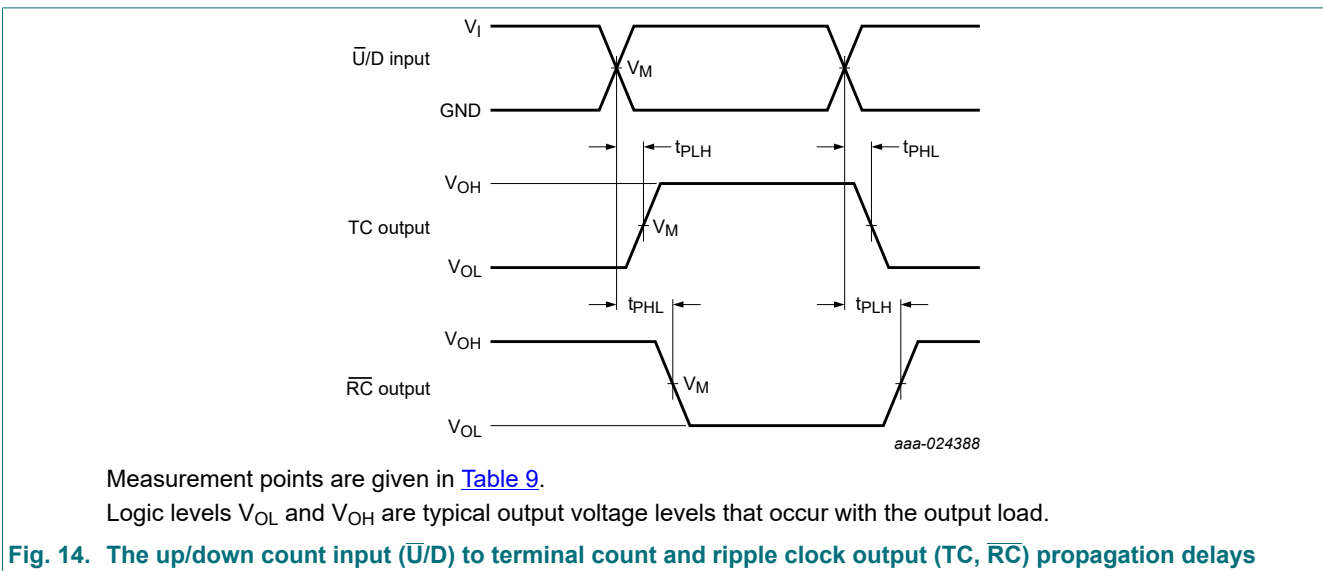 V_I
U̅/D input
V_M
GND
t_PLH
t_PHL
V_OH
TC output
V_M
V_OL
t_PHL
t_PLH
V_OH
R̅C̅ output
V_M
V_OL
aaa-024388
Measurement points are given in Table 9.
Logic levels V_OL and V_OH are typical output voltage levels that occur with the output load.
Fig. 14. The up/down count input (U̅/D) to terminal count and ripple clock output (TC, R̅C̅) propagation delays